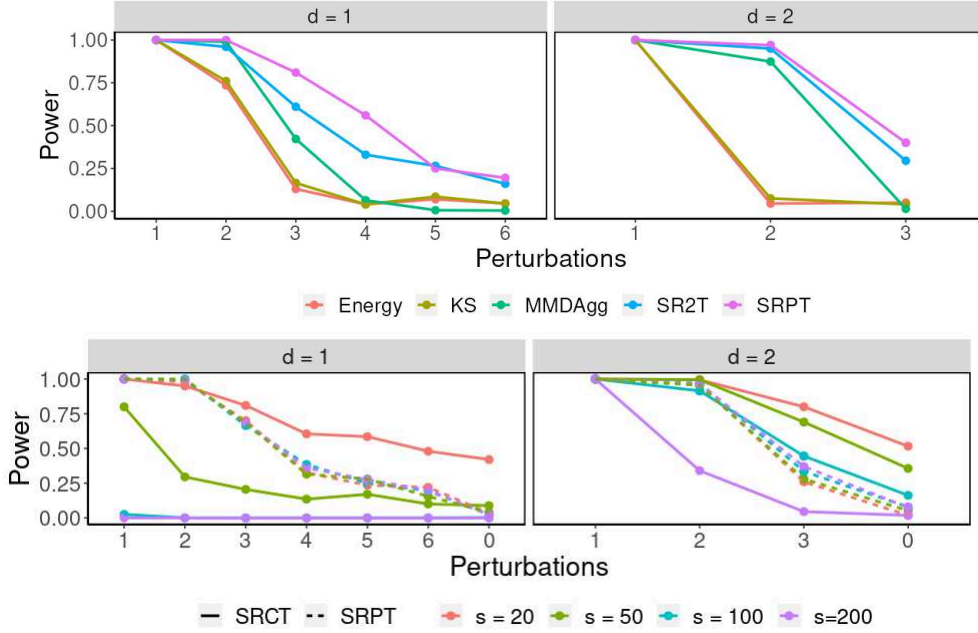 d = 1
d = 2
Power
1.00
0.75
0.50
0.25
0.00
1 2 3 4 5 6
1 2 3
Perturbations
Perturbations
Energy KS MMDAgg SR2T SRPT
d = 1
d = 2
Power
1.00
0.75
0.50
0.25
0.00
1 2 3 4 5 6 0
1 2 3 0
Perturbations
Perturbations
SRCT SRPT s = 20 s = 50 s = 100 s=200